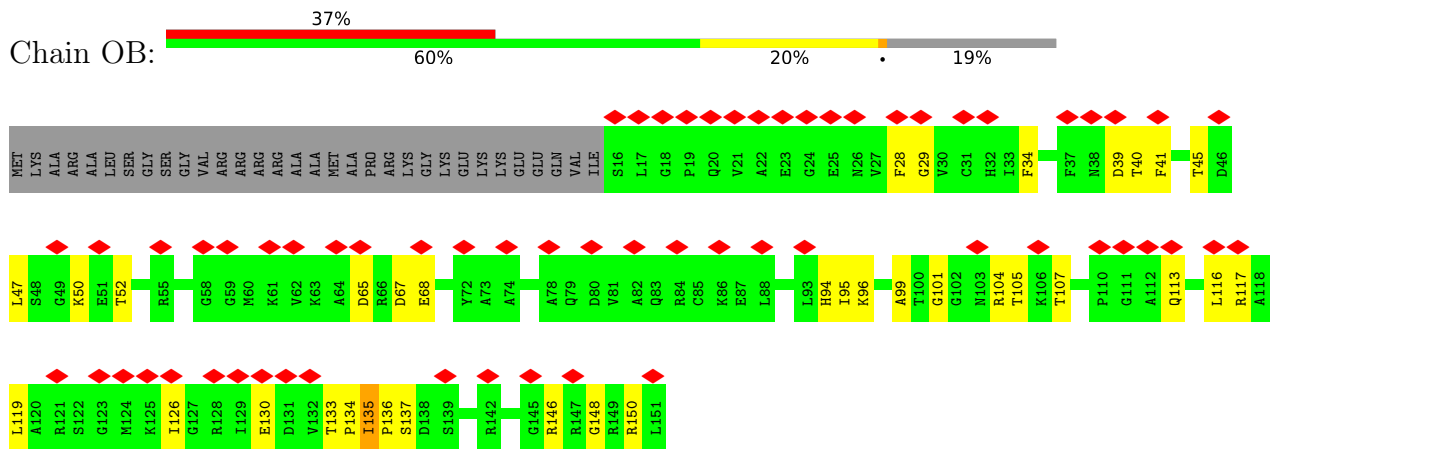 37%
Chain OB:
60% 20% • 19%
MET LYS ALA ARG ALA LEU SER GLY SER GLY VAL ARG ARG ARG ARG ALA ALA MET ALA PRO ARG LYS GLY LYS GLU LYS LYS GLU GLU GLN VAL ILE S16 L17 G18 P19 Q20 V21 A22 E23 G24 E25 N26 V27 F28 G29 V30 C31 H32 I33 F34 F37 N38 D39 T40 F41 T45 D46
L47 S48 G49 K50 E51 T52 R55 G58 G59 M60 K61 V62 K63 A64 D65 R66 D67 E68 Y72 A73 A74 A78 Q79 D80 V81 A82 Q83 R84 C85 K86 E87 L88 L93 H94 I95 K96 A99 T100 G101 G102 N103 R104 T105 K106 T107 P110 G111 A112 Q113 L116 R117 A118
L119 A120 R121 S122 G123 M124 K125 I126 G127 R128 I129 E130 D131 V132 T133 P134 I135 P136 S137 D138 S139 R142 G145 R146 R147 G148 R149 R150 L151